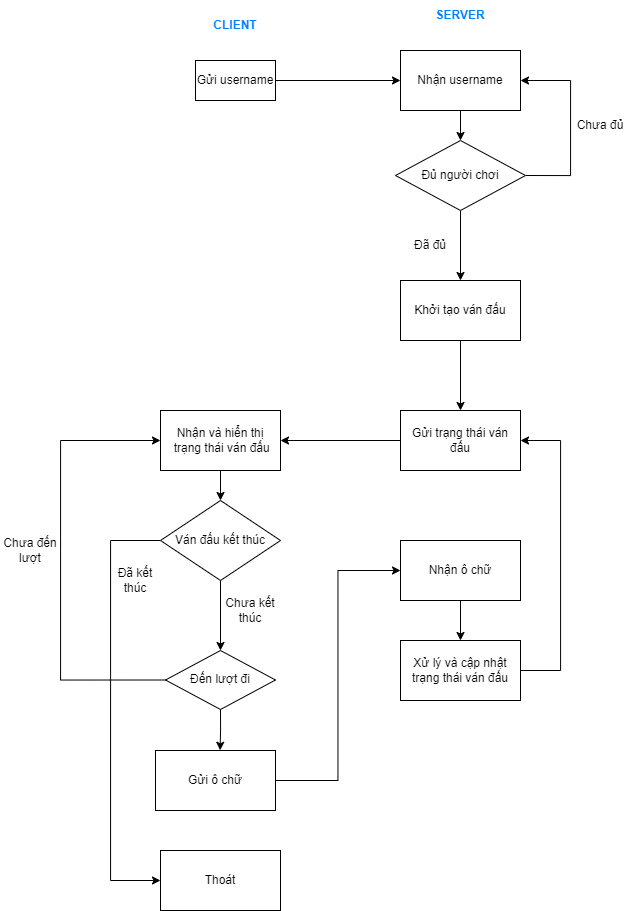 SERVER
CLIENT
Gửi username
Nhận username
Chưa đủ
Đủ người chơi
Đã đủ
Khởi tạo ván đấu
Nhận và hiển thị
trạng thái ván đấu
Gửi trạng thái ván
đấu
Ván đấu kết thúc
Chưa đến
lượt
Đã kết
thúc
Nhận ô chữ
Chưa kết
thúc
Xử lý và cập nhật
trạng thái ván đấu
Đến lượt đi
Gửi ô chữ
Thoát